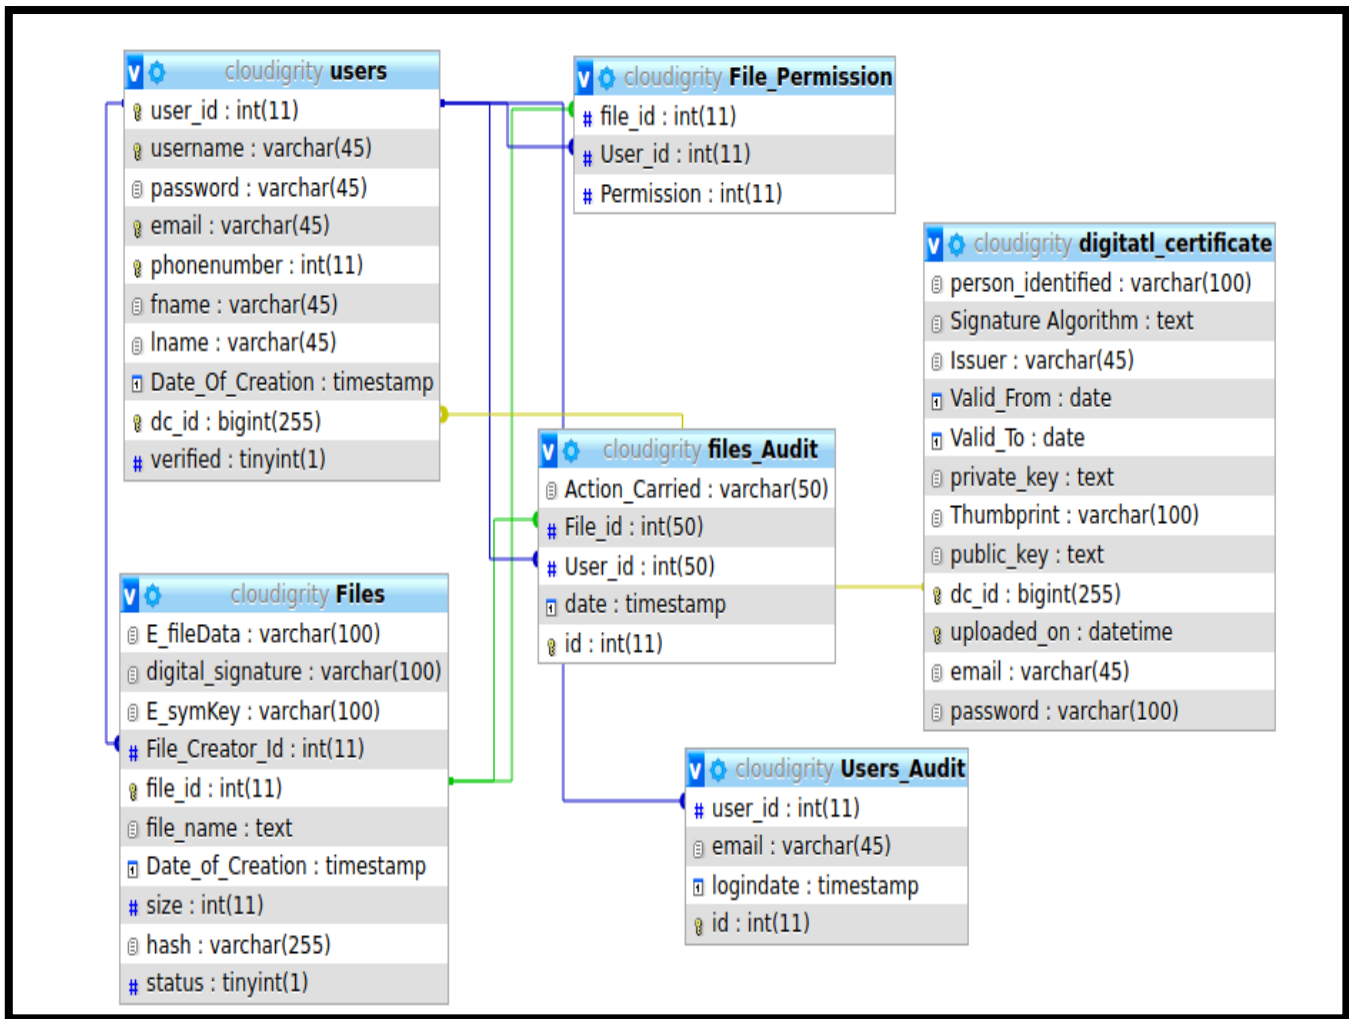 v cloudigrity users
user_id : int(11)
username : varchar(45)
password : varchar(45)
email : varchar(45)
phonenumber : int(11)
fname : varchar(45)
lname : varchar(45)
Date_Of_Creation : timestamp
dc_id : bigint(255)
# verified : tinyint(1)
v cloudigrity File_Permission
# file_id : int(11)
# User_id : int(11)
# Permission : int(11)
v cloudigrity digitatl_certificate
person_identified : varchar(100)
Signature Algorithm : text
Issuer : varchar(45)
Valid_From : date
Valid_To : date
private_key : text
Thumbprint : varchar(100)
public_key : text
dc_id : bigint(255)
uploaded_on : datetime
email : varchar(45)
password : varchar(100)
v cloudigrity files_Audit
Action_Carried : varchar(50)
# File_id : int(50)
# User_id : int(50)
date : timestamp
id : int(11)
v cloudigrity Files
E_fileData : varchar(100)
digital_signature : varchar(100)
E_symKey : varchar(100)
# File_Creator_Id : int(11)
file_id : int(11)
file_name : text
Date_of_Creation : timestamp
# size : int(11)
hash : varchar(255)
# status : tinyint(1)
v cloudigrity Users_Audit
# user_id : int(11)
email : varchar(45)
logindate : timestamp
id : int(11)